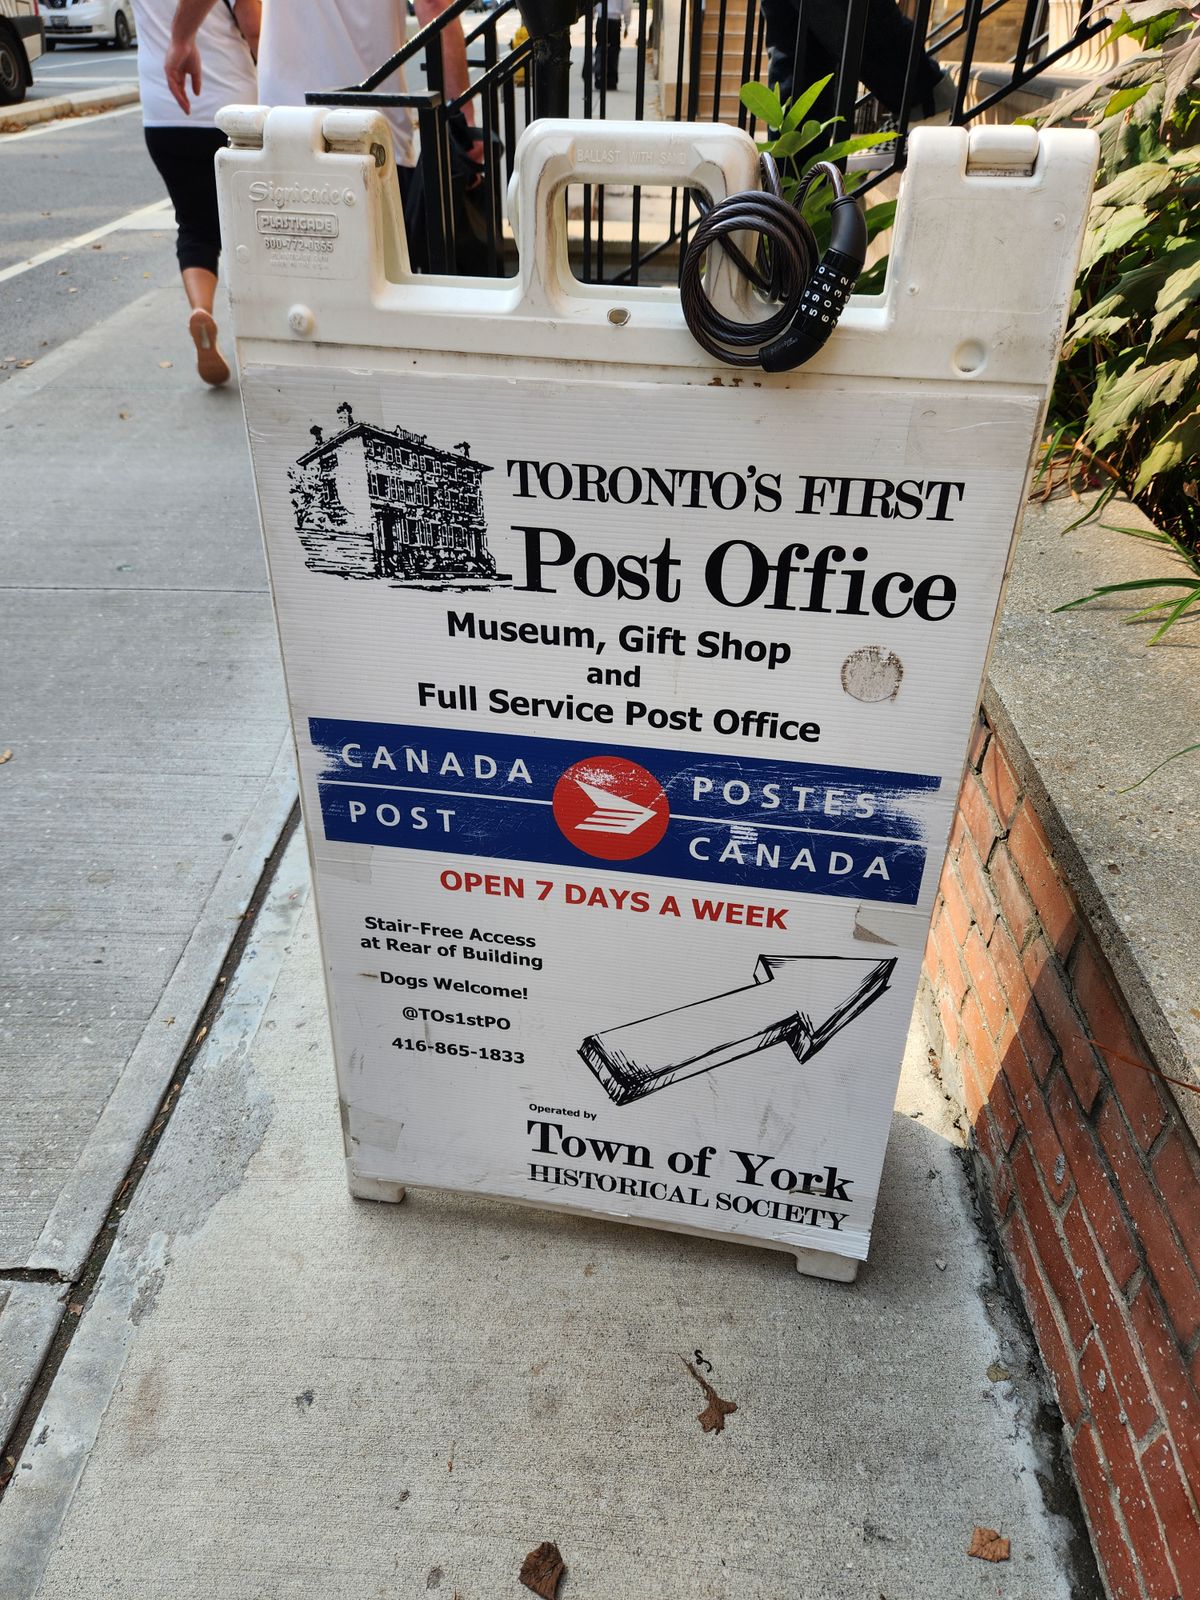 BALLAST WITH SAND
Signicade
PLASTICADE
800-772-0355
TORONTO'S FIRST
Post Office
Museum, Gift Shop
and
Full Service Post Office
CANADA
POST
POSTES
CANADA
OPEN 7 DAYS A WEEK
Stair-Free Access
at Rear of Building
Dogs Welcome!
@TOs1stPO
416-865-1833
Operated by
Town of York
HISTORICAL SOCIETY